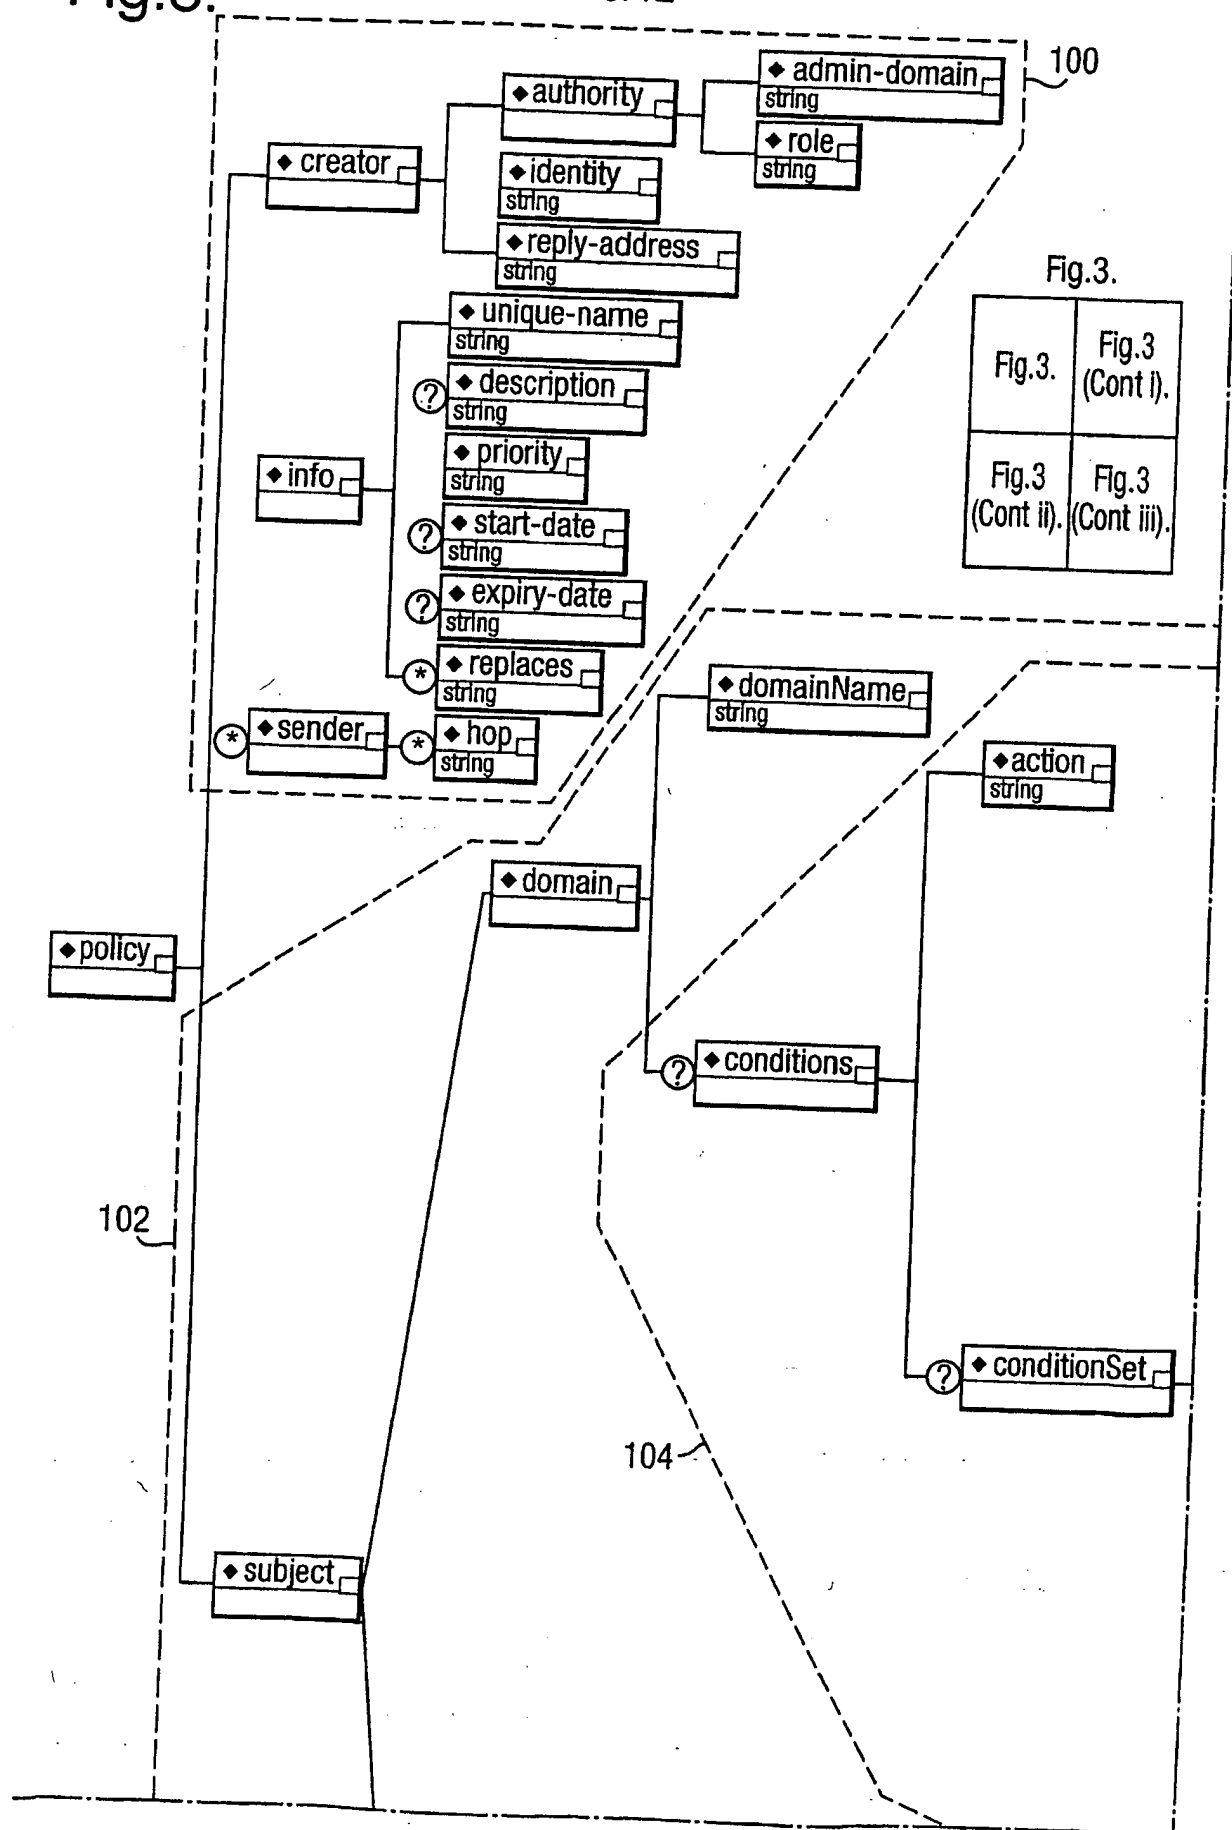 Fig.3.
100
◆ admin-domain
string
◆ authority
◆ role
string
◆ creator
◆ identity
string
◆ reply-address
string
Fig.3.
Fig.3.
Fig.3
(Cont i).
Fig.3
(Cont ii).
Fig.3
(Cont iii).
◆ unique-name
string
? ◆ description
string
◆ info
◆ priority
string
? ◆ start-date
string
? ◆ expiry-date
string
* ◆ replaces
string
* ◆ sender
* ◆ hop
string
◆ domainName
string
◆ action
string
◆ domain
◆ policy
? ◆ conditions
102
? ◆ conditionSet
104
◆ subject